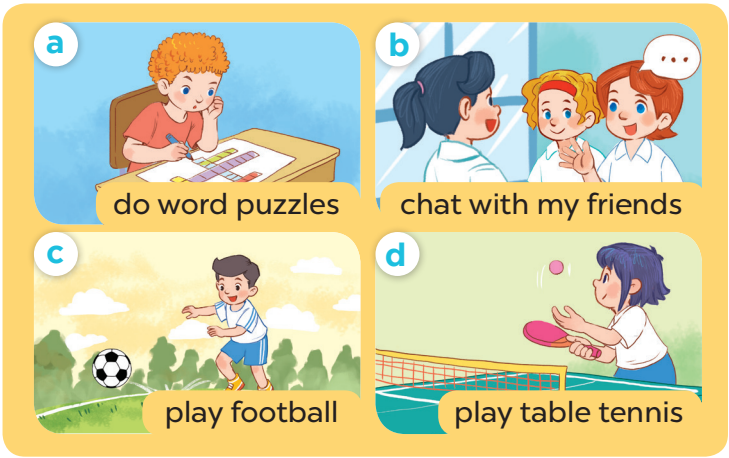 a
do word puzzles
b
...
chat with my friends
c
play football
d
play table tennis